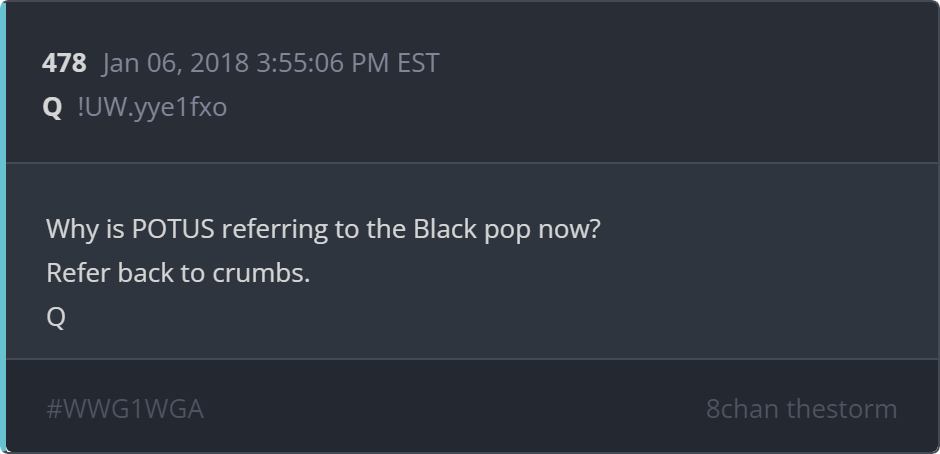 478 Jan 06, 2018 3:55:06 PM EST
Q !UW.yye1fxo
Why is POTUS referring to the Black pop now?
Refer back to crumbs.
Q
#WWG1WGA 8chan thestorm